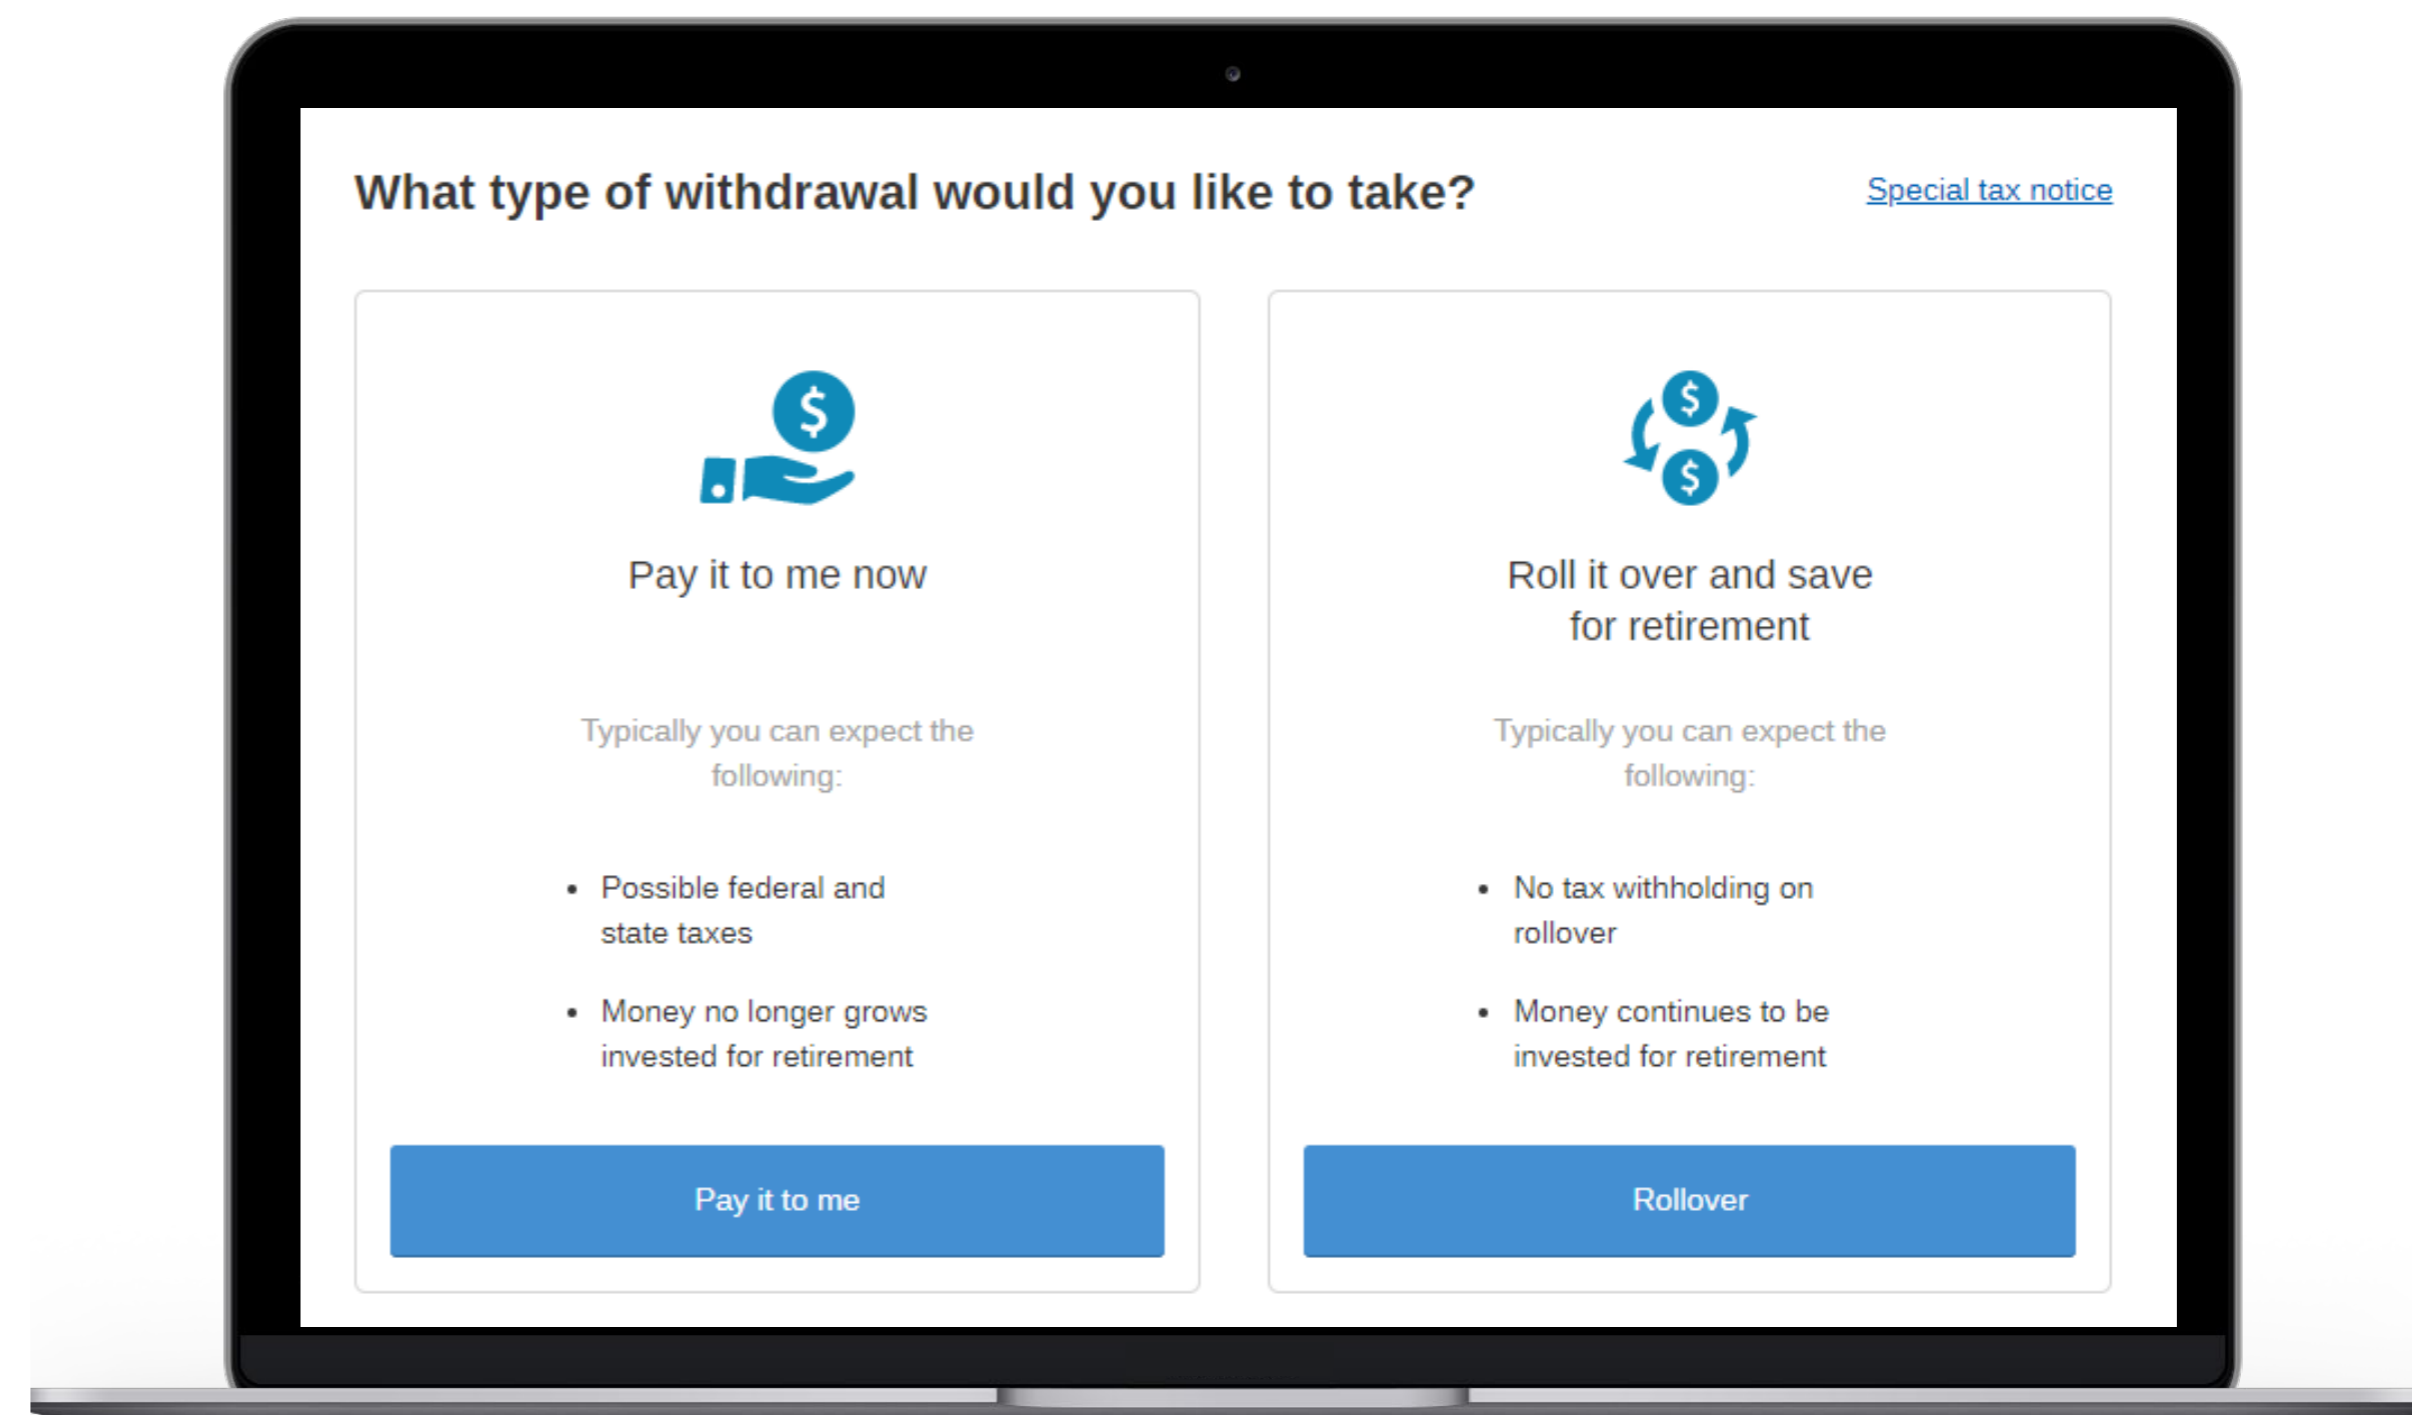 What type of withdrawal would you like to take?
Special tax notice
$
Pay it to me now
Typically you can expect the
following:
• Possible federal and
state taxes
• Money no longer grows
invested for retirement
Pay it to me
$
$
Roll it over and save
for retirement
Typically you can expect the
following:
• No tax withholding on
rollover
• Money continues to be
invested for retirement
Rollover